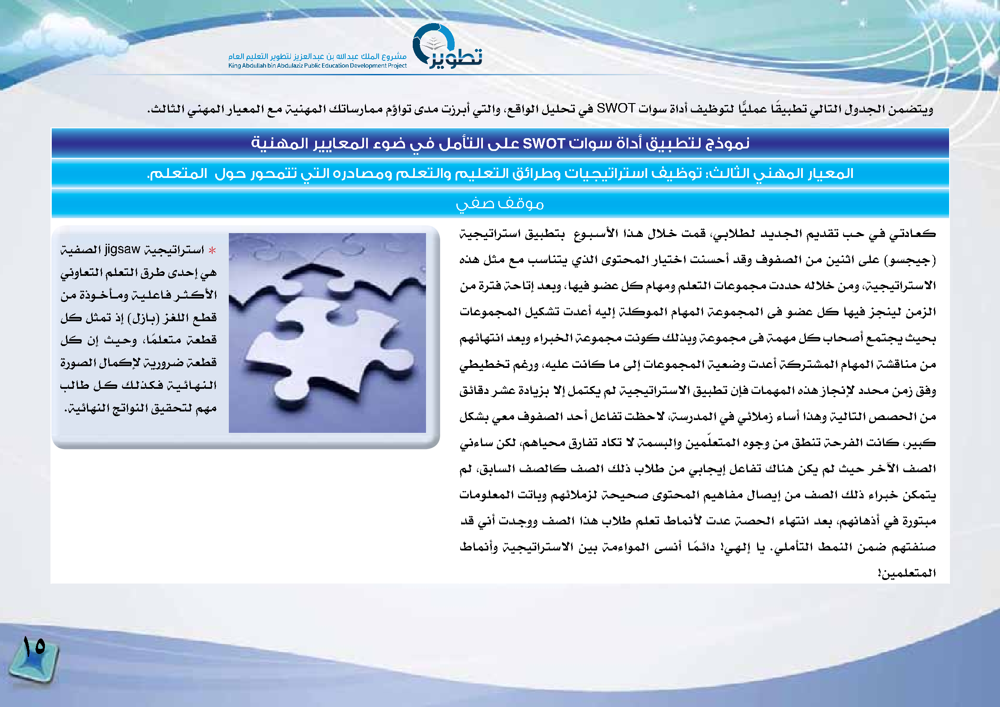 تطوير
مشروع الملك عبدالله بن عبدالعزيز لتطوير التعليم العام
King Abdullah bin Abdulaziz Public Education Development Project
ويتضمن الجدول التالي تطبيقًا عمليًّا لتوظيف أداة سوات SWOT في تحليل الواقع، والتي أبرزت مدى تواؤم ممارساتك المهنية مع المعيار المهني الثالث.
نموذج لتطبيق أداة سوات SWOT على التأمل في ضوء المعايير المهنية
المعيار المهني الثالث: توظيف استراتيجيات وطرائق التعليم والتعلم ومصادره التي تتمحور حول المتعلم.
موقف صفي
كعادتي في حب تقديم الجديد لطلابي، قمت خلال هذا الأسبوع بتطبيق استراتيجية
(جيجسو) على اثنين من الصفوف وقد أحسنت اختيار المحتوى الذي يتناسب مع مثل هذه
الاستراتيجية، ومن خلاله حددت مجموعات التعلم ومهام كل عضو فيها، وبعد إتاحة فترة من
الزمن لينجز فيها كل عضو فى المجموعة المهام الموكلة إليه أعدت تشكيل المجموعات
بحيث يجتمع أصحاب كل مهمة فى مجموعة وبذلك كونت مجموعة الخبراء وبعد انتهائهم
من مناقشة المهام المشتركة أعدت وضعية المجموعات إلى ما كانت عليه، ورغم تخطيطي
وفق زمن محدد لإنجاز هذه المهمات فإن تطبيق الاستراتيجية لم يكتمل إلا بزيادة عشر دقائق
من الحصص التالية وهذا أساء زملائي في المدرسة، لاحظت تفاعل أحد الصفوف معي بشكل
كبير، كانت الفرحة تنطق من وجوه المتعلّمين والبسمة لا تكاد تفارق محياهم، لكن ساءني
الصف الآخر حيث لم يكن هناك تفاعل إيجابي من طلاب ذلك الصف كالصف السابق، لم
يتمكن خبراء ذلك الصف من إيصال مفاهيم المحتوى صحيحة لزملائهم وباتت المعلومات
مبتورة في أذهانهم، بعد انتهاء الحصة عدت لأنماط تعلم طلاب هذا الصف ووجدت أني قد
صنفتهم ضمن النمط التأملي. يا إلهي! دائمًا أنسى المواءمة بين الاستراتيجية وأنماط
المتعلمين!
* استراتيجية jigsaw الصفية
هي إحدى طرق التعلم التعاوني
الأكثر فاعلية ومأخوذة من
قطع اللغز (بازل) إذ تمثل كل
قطعة متعلمًا، وحيث إن كل
قطعة ضرورية لإكمال الصورة
النهائية فكذلك كل طالب
مهم لتحقيق النواتج النهائية.
١٥